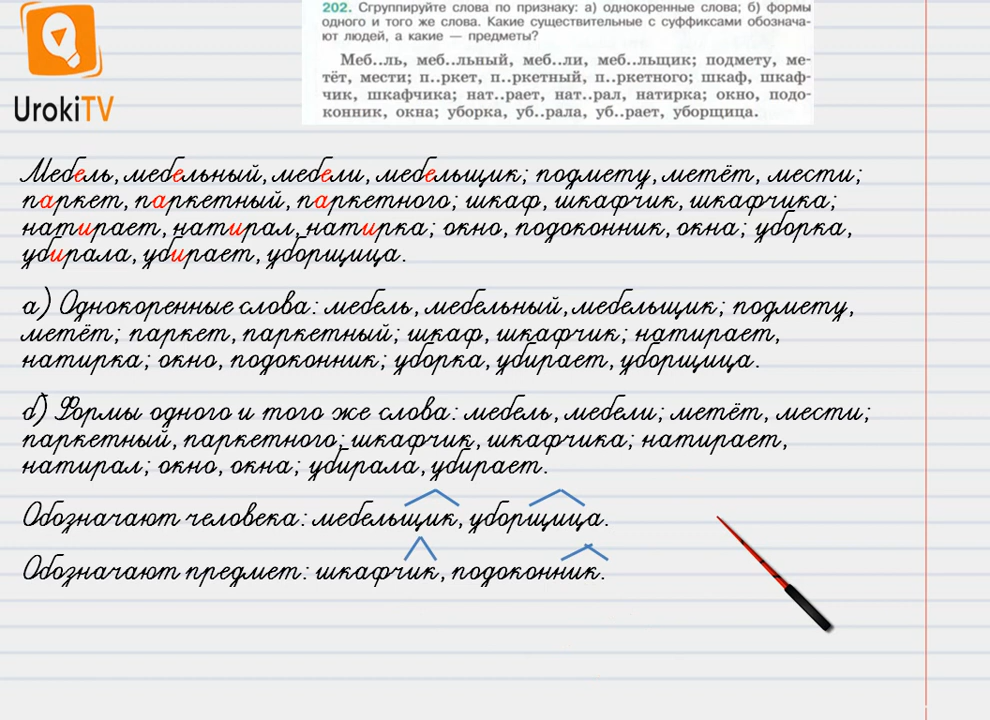 UrokiTV
202. Сгруппируйте слова по признаку: а) однокоренные слова; б) формы
одного и того же слова. Какие существительные с суффиксами обознача-
ют людей, а какие — предметы?
Меб..ль, меб..льный, меб..ли, меб..льщик; подмету, ме-
тёт, мести; п..ркет, п..ркетный, п..ркетного; шкаф, шкаф-
чик, шкафчика; нат..рает, нат..рал, натирка; окно, подо-
конник, окна; уборка, уб..рала, уб..рает, уборщица.
Мебель, мебельный, мебели, мебельщик; подмету, метёт, мести;
паркет, паркетный, паркетного; шкаф, шкафчик, шкафчика;
натирает, натирал, натирка; окно, подоконник, окна; уборка,
убирала, убирает, уборщица.
а) Однокоренные слова: мебель, мебельный, мебельщик; подмету,
метёт; паркет, паркетный; шкаф, шкафчик; натирает,
натирка; окно, подоконник; уборка, убирает, уборщица.
б) Формы одного и того же слова: мебель, мебели; метёт, мести;
паркетный, паркетного; шкафчик, шкафчика; натирает,
натирал; окно, окна; убирала, убирает.
Обозначают человека: мебельщик, уборщица.
Обозначают предмет: шкафчик, подоконник.